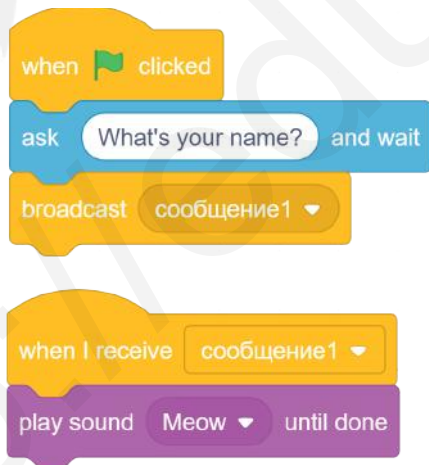 when clicked
ask What's your name? and wait
broadcast сообщение1
when I receive сообщение1
play sound Meow until done